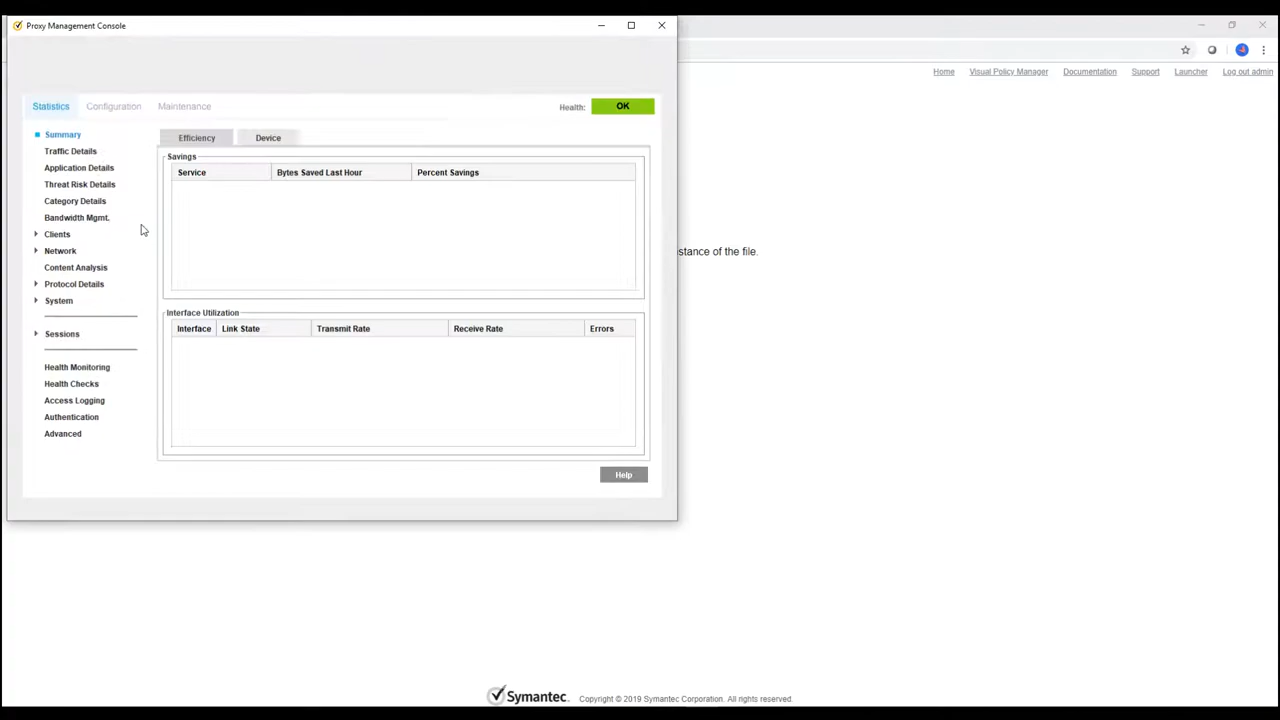 Proxy Management Console
Home Visual Policy Manager Documentation Support Launcher Log out admin
Statistics Configuration Maintenance
Health: OK
Summary
Traffic Details
Application Details
Threat Risk Details
Category Details
Bandwidth Mgmt.
Clients
Network
Content Analysis
Protocol Details
System
Sessions
Health Monitoring
Health Checks
Access Logging
Authentication
Advanced
Efficiency Device
Savings
Service Bytes Saved Last Hour Percent Savings
Interface Utilization
Interface Link State Transmit Rate Receive Rate Errors
Help
stance of the file.
Symantec. Copyright © 2019 Symantec Corporation. All rights reserved.